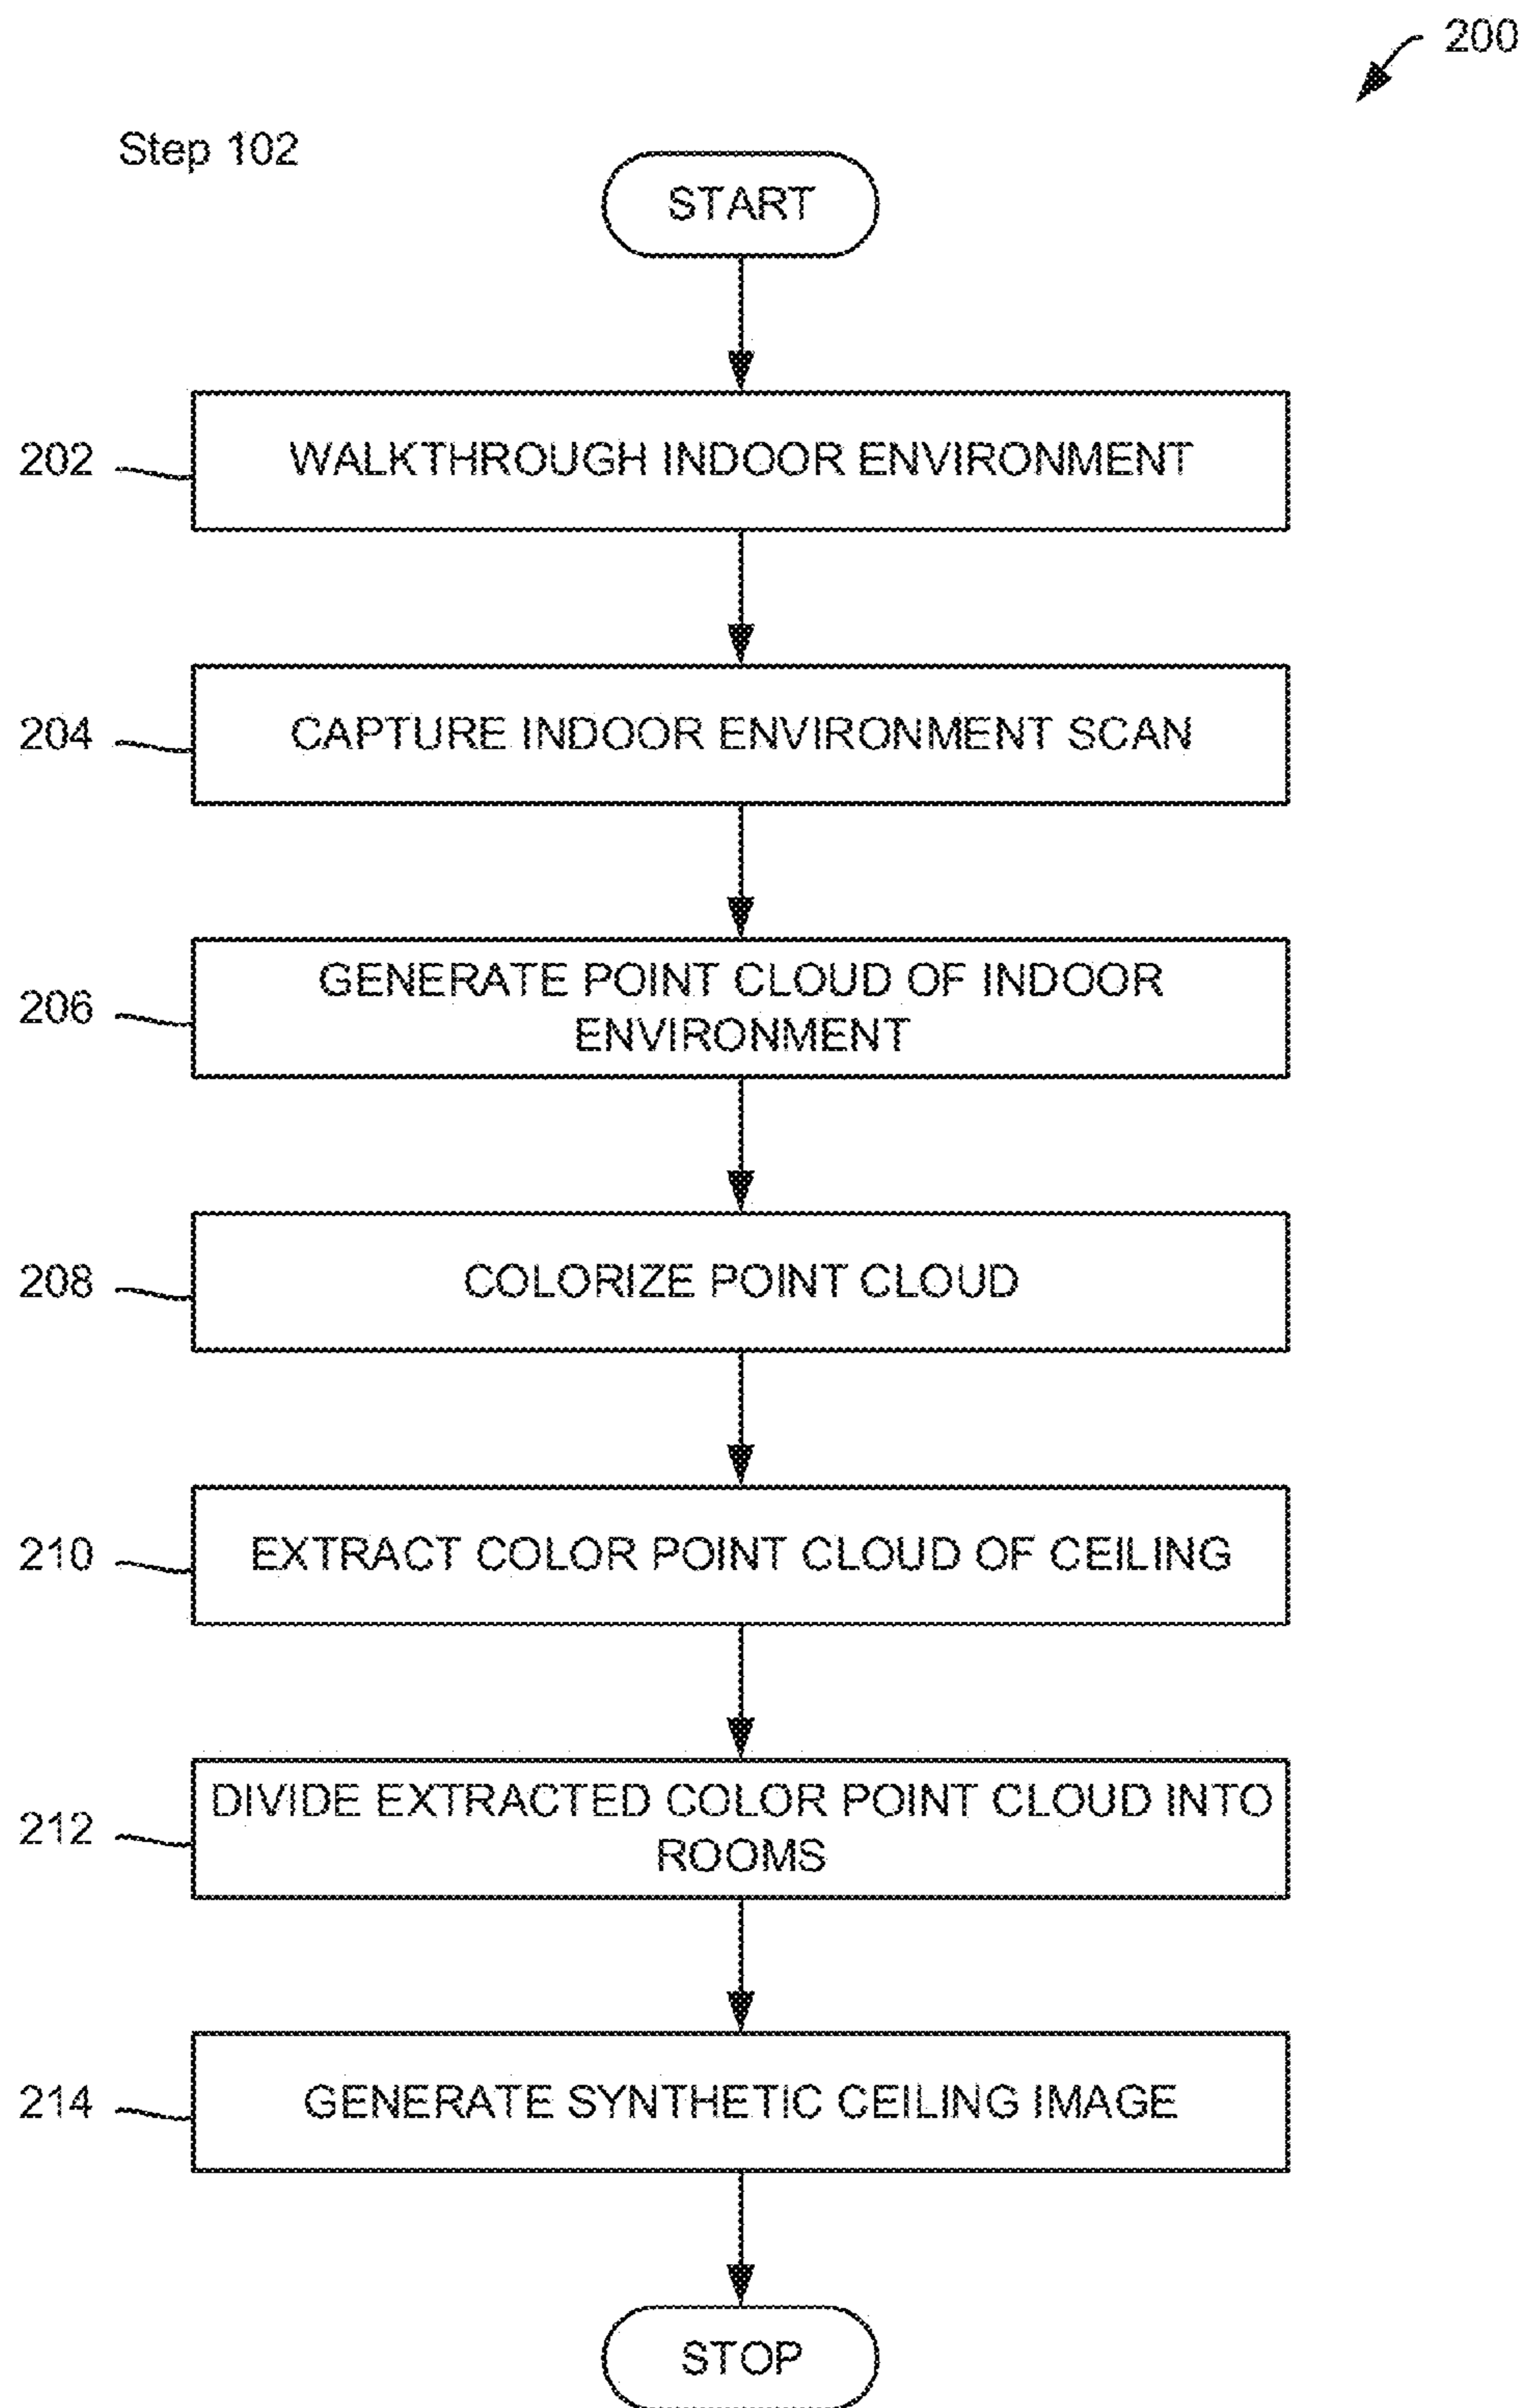 200
Step 102
START
202
WALKTHROUGH INDOOR ENVIRONMENT
204
CAPTURE INDOOR ENVIRONMENT SCAN
206
GENERATE POINT CLOUD OF INDOOR
ENVIRONMENT
208
COLORIZE POINT CLOUD
210
EXTRACT COLOR POINT CLOUD OF CEILING
212
DIVIDE EXTRACTED COLOR POINT CLOUD INTO
ROOMS
214
GENERATE SYNTHETIC CEILING IMAGE
STOP